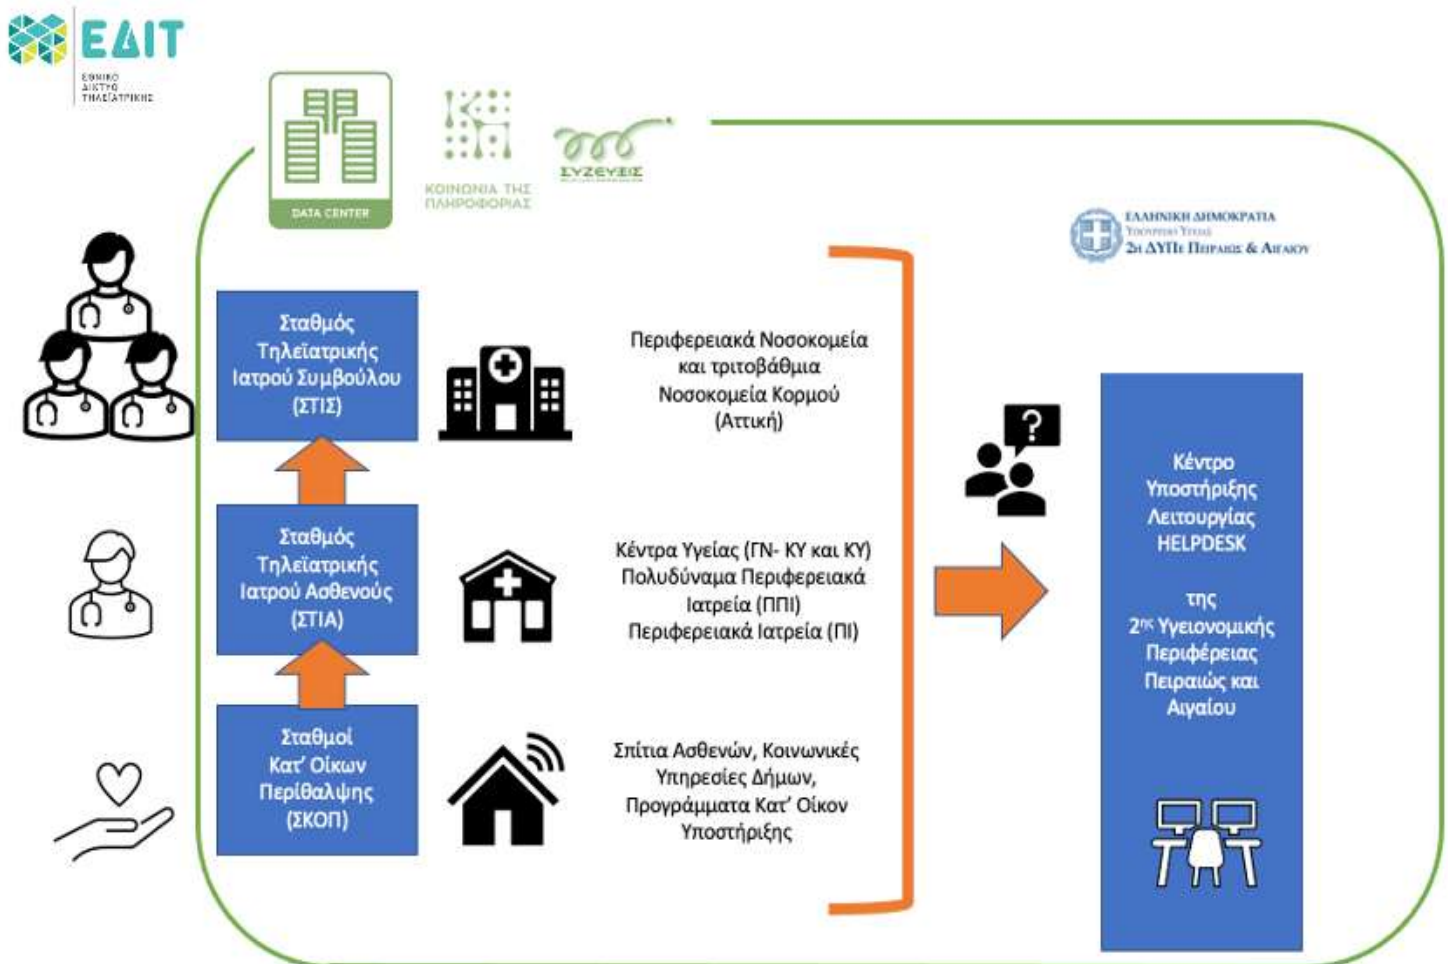 ΕΔΙΤ
ΕΘΝΙΚΟ
ΔΙΚΤΥΟ
ΤΗΛΕΪΑΤΡΙΚΗΣ
DATA CENTER
ΚΟΙΝΩΝΙΑ ΤΗΣ
ΠΛΗΡΟΦΟΡΙΑΣ
ΣΥΖΕΥΞΙΣ
ΕΛΛΗΝΙΚΗ ΔΗΜΟΚΡΑΤΙΑ
Υπουργείο Υγείας
2η ΔΥΠε Πειραιώς & Αιγαίου
Σταθμός
Τηλεϊατρικής
Ιατρού Συμβούλου
(ΣΤΙΣ)
Περιφερειακά Νοσοκομεία
και τριτοβάθμια
Νοσοκομεία Κορμού
(Αττική)
Σταθμός
Τηλεϊατρικής
Ιατρού Ασθενούς
(ΣΤΙΑ)
Κέντρα Υγείας (ΓΝ- ΚΥ και ΚΥ)
Πολυδύναμα Περιφερειακά
Ιατρεία (ΠΠΙ)
Περιφερειακά Ιατρεία (ΠΙ)
Σταθμοί
Κατ’ Οίκων
Περίθαλψης
(ΣΚΟΠ)
Σπίτια Ασθενών, Κοινωνικές
Υπηρεσίες Δήμων,
Προγράμματα Κατ’ Οίκον
Υποστήριξης
?
Κέντρο
Υποστήριξης
Λειτουργίας
HELPDESK
της
2ης Υγειονομικής
Περιφέρειας
Πειραιώς και
Αιγαίου